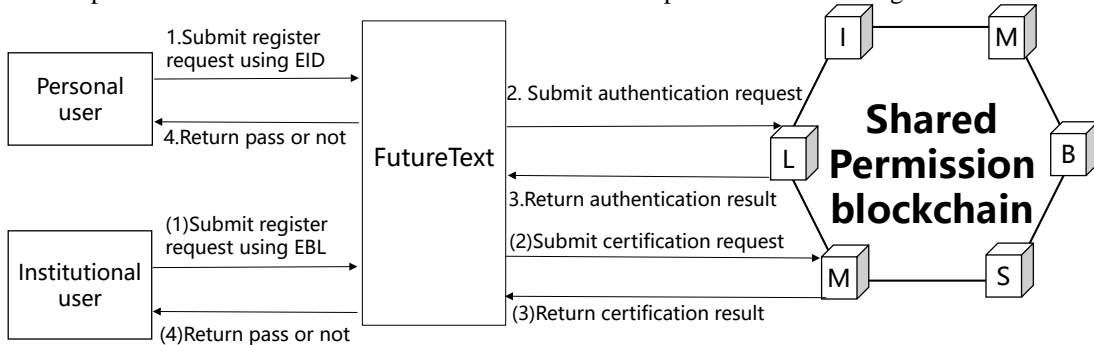 1.Submit register
request using EID
Personal
user
4.Return pass or not
(1)Submit register
request using EBL
Institutional
user
(4)Return pass or not
FutureText
2. Submit authentication request
3.Return authentication result
(2)Submit certification request
(3)Return certification result
I
M
L
B
M
S
Shared
Permission
blockchain